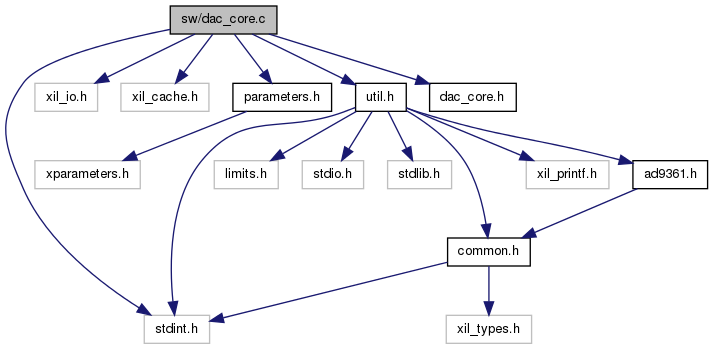 sw/dac_core.c
xil_io.h
xil_cache.h
parameters.h
util.h
dac_core.h
xparameters.h
limits.h
stdio.h
stdlib.h
xil_printf.h
ad9361.h
common.h
stdint.h
xil_types.h